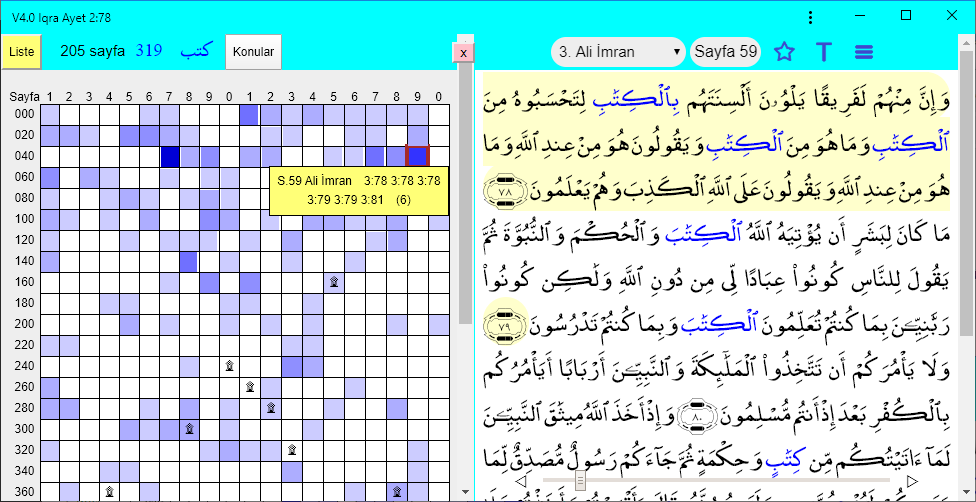 V4.0 Iqra Ayet 2:78
Liste
205 sayfa 319 كتب
Konular
x
Sayfa 1 2 3 4 5 6 7 8 9 0 1 2 3 4 5 6 7 8 9 0
000
020
040
060
080
100
120
140
160
180
200
220
240
260
280
300
320
340
360
S.59 Ali İmran 3:78 3:78 3:78
3:79 3:79 3:81 (6)
3. Ali İmran
Sayfa 59
T
وَإِنَّ مِنْهُمْ لَفَرِيقًا يَلْوُۥنَ أَلْسِنَتَهُم بِٱلْكِتَٰبِ لِتَحْسَبُوهُ مِنَ
ٱلْكِتَٰبِ وَمَا هُوَ مِنَ ٱلْكِتَٰبِ وَيَقُولُونَ هُوَ مِنْ عِندِ ٱللَّهِ وَمَا
هُوَ مِنْ عِندِ ٱللَّهِ وَيَقُولُونَ عَلَى ٱللَّهِ ٱلْكَذِبَ وَهُمْ يَعْلَمُونَ ٧٨
مَا كَانَ لِبَشَرٍ أَن يُؤْتِيَهُ ٱللَّهُ ٱلْكِتَٰبَ وَٱلْحُكْمَ وَٱلنُّبُوَّةَ ثُمَّ
يَقُولَ لِلنَّاسِ كُونُوا۟ عِبَادًا لِّى مِن دُونِ ٱللَّهِ وَلَٰكِن كُونُوا۟
رَبَّٰنِيِّـۧنَ بِمَا كُنتُمْ تُعَلِّمُونَ ٱلْكِتَٰبَ وَبِمَا كُنتُمْ تَدْرُسُونَ ٧٩
وَلَا يَأْمُرَكُمْ أَن تَتَّخِذُوا۟ ٱلْمَلَٰٓئِكَةَ وَٱلنَّبِيِّـۧنَ أَرْبَابًا أَيَأْمُرُكُم
بِٱلْكُفْرِ بَعْدَ إِذْ أَنتُم مُّسْلِمُونَ ٨٠ وَإِذْ أَخَذَ ٱللَّهُ مِيثَٰقَ ٱلنَّبِيِّـۧنَ
لَمَآ ءَاتَيْتُكُم مِّن كِتَٰبٍ وَحِكْمَةٍ ثُمَّ جَآءَكُمْ رَسُولٌ مُّصَدِّقٌ لِّمَا